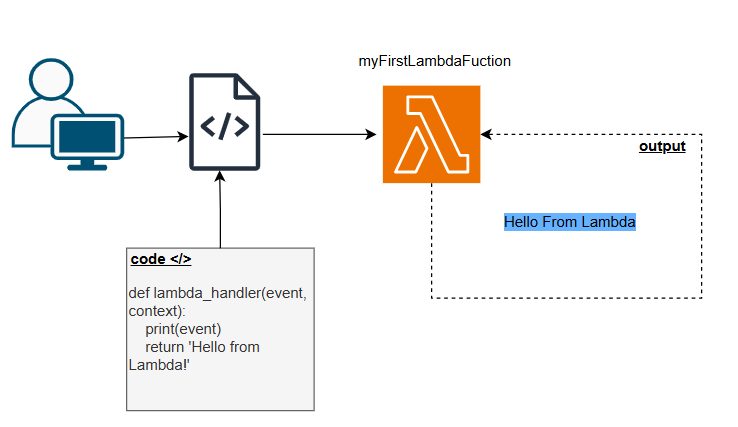 myFirstLambdaFuction
</>
output
Hello From Lambda
code </>
def lambda_handler(event,
context):
    print(event)
    return 'Hello from
Lambda!'